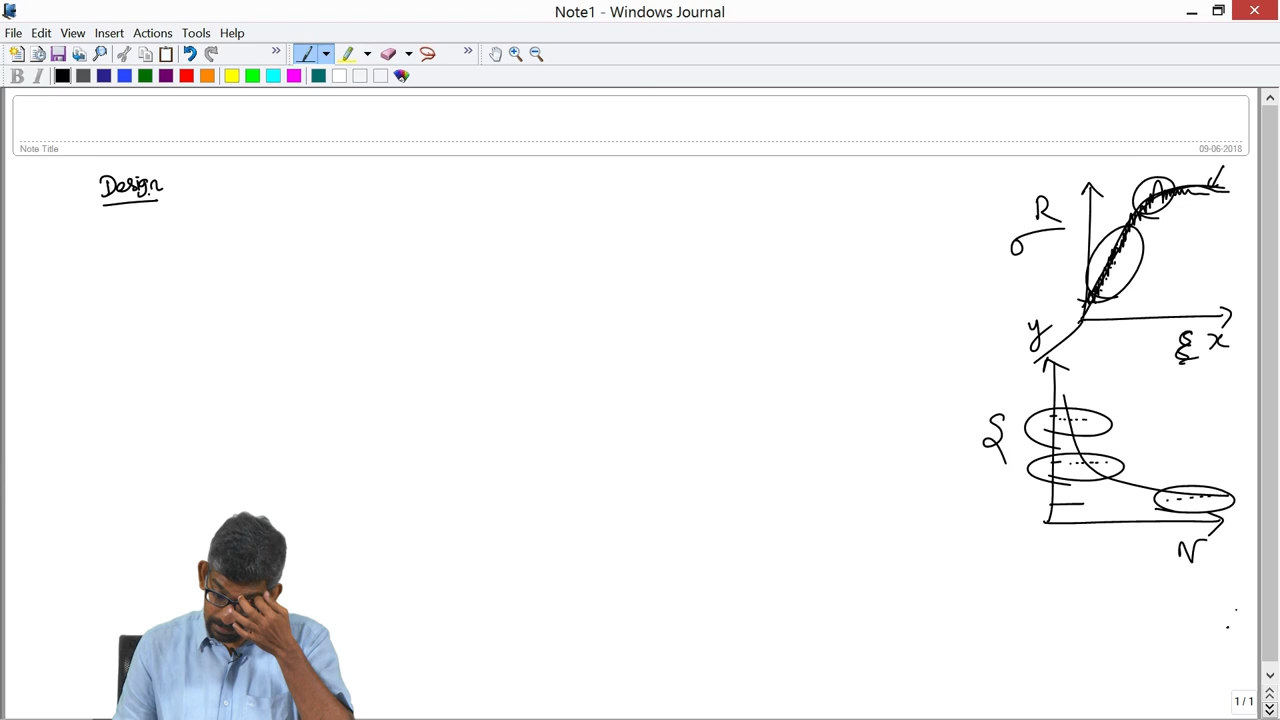 Note1 - Windows Journal
File Edit View Insert Actions Tools Help
B I
Note Title
09-06-2018
Design
R
σ
y
x
S
N
1 / 1